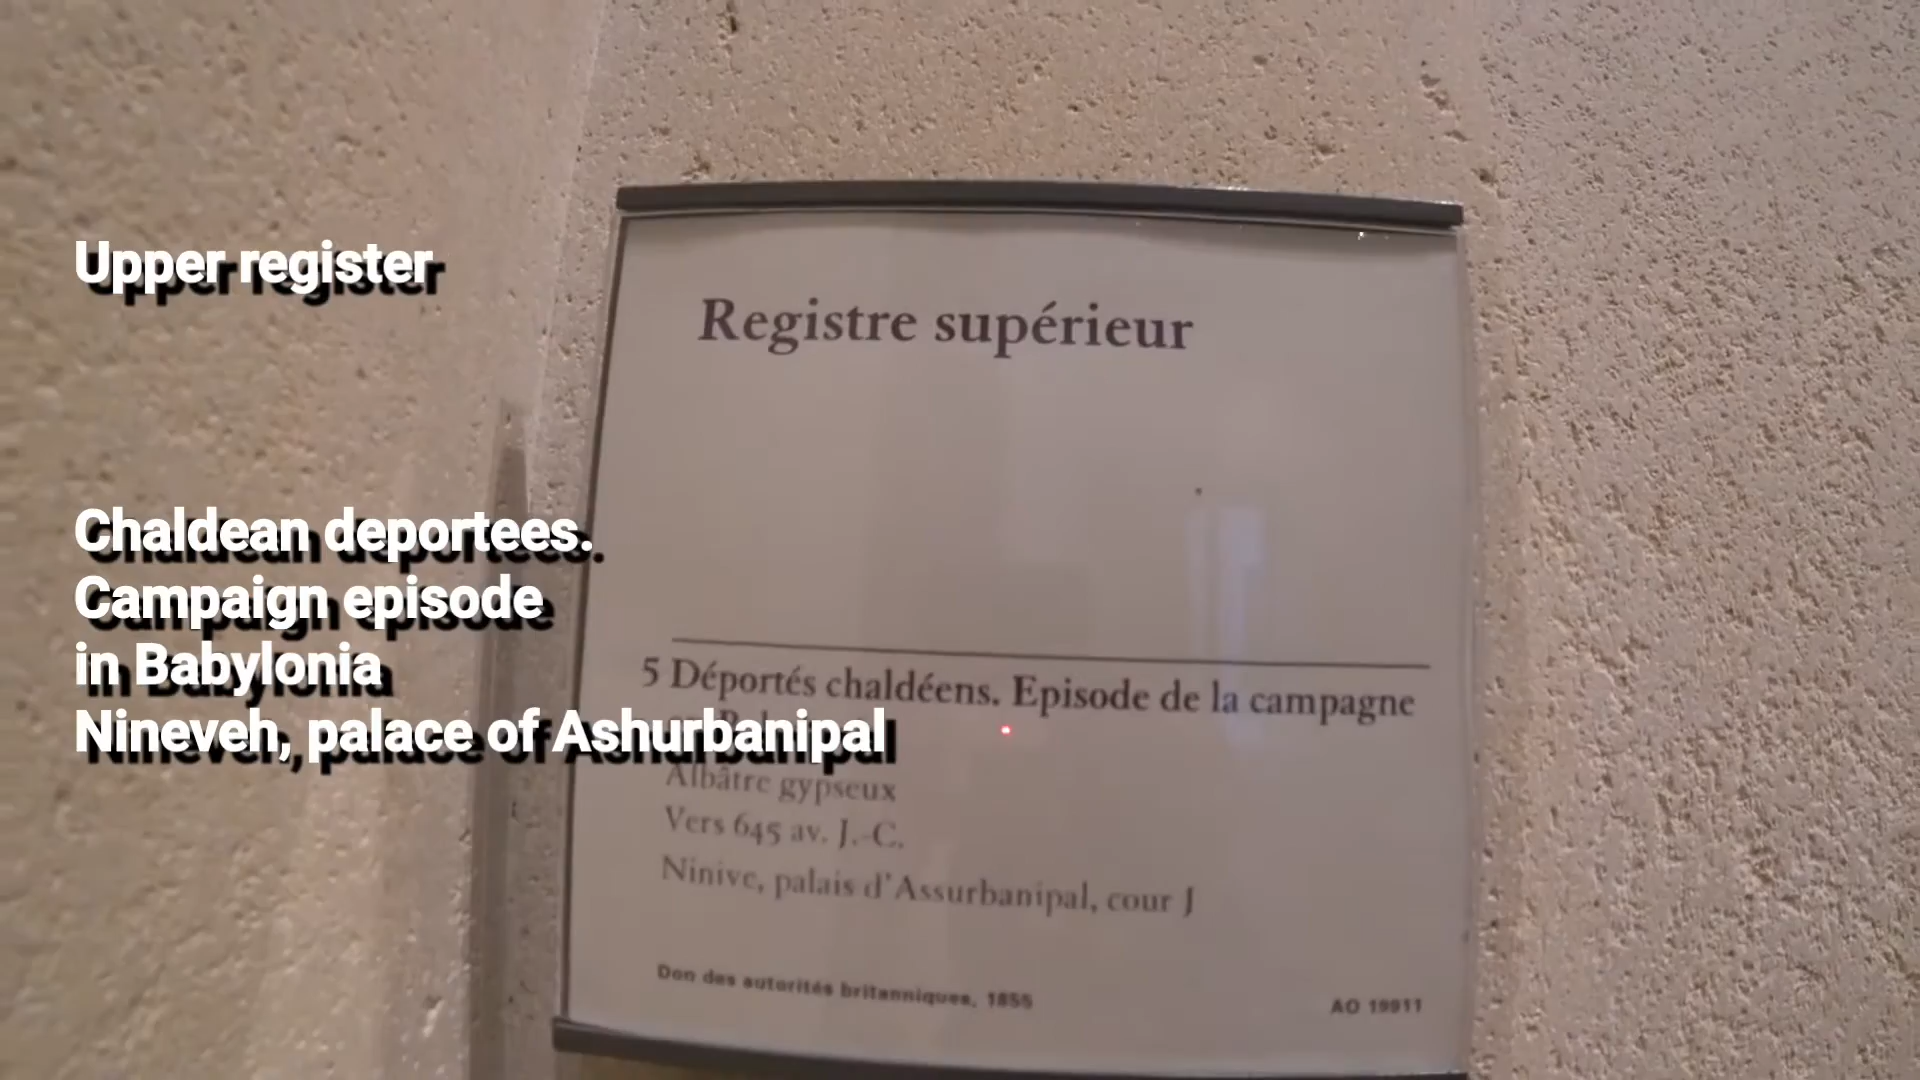 Upper register
Chaldean deportees.
Campaign episode
in Babylonia
Nineveh, palace of Ashurbanipal
Registre supérieur
5 Déportés chaldéens. Episode de la campagne
Albâtre gypseux
Vers 645 av. J.-C.
Ninive, palais d'Assurbanipal, cour J
Don des autorités britanniques, 1855
AO 19911